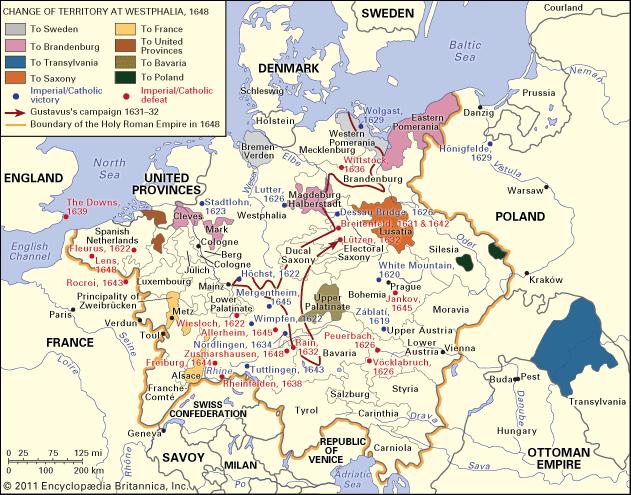 CHANGE OF TERRITORY AT WESTPHALIA, 1648
To Sweden
To Brandenburg
To Transylvania
To Saxony
To France
To United
Provinces
To Bavaria
To Poland
Imperial/Catholic
victory
Imperial/Catholic
defeat
Gustavus's campaign 1631–32
Boundary of the Holy Roman Empire in 1648
SWEDEN
Courland
Baltic
Sea
DENMARK
Neman
Schleswig
Prussia
Holstein
Wolgast,
1629
Eastern
Pomerania
Danzig
North
Sea
Bremen-
Verden
Western
Pomerania
Mecklenburg
Hönigfelde,
1629
Elbe
Wittstock,
1636
Vistula
ENGLAND
UNITED
PROVINCES
Brandenburg
Warsaw
The Downs,
1639
Stadtlohn,
1623
Lutter,
1626
Magdeburg
Halberstadt
POLAND
Cleves
Westphalia
Dessau Bridge, 1626
Spanish
Netherlands
Mark
Breitenfeld, 1631 & 1642
Lusatia
English
Channel
Fleurus, 1622
Cologne
Lützen, 1632
Oder
Berg
Ducal
Saxony
Electoral
Saxony
Silesia
Lens,
1648
Cologne
Jülich
Höchst, 1622
White Mountain,
1620
Kraków
Rocroi, 1643
Luxembourg
Mainz
Prague
Principality of
Zweibrücken
Lower
Palatinate
Mergentheim,
1645
Upper
Palatinate
Bohemia
Jankov,
1645
Paris
Metz
Wimpfen, 1622
Záblatí,
1619
Moravia
Verdun
Wiesloch, 1622
Toul
Allerheim, 1645
Peuerbach,
1626
Upper Austria
Seine
Nördlingen, 1634
Rain,
1632
FRANCE
Zusmarshausen,
1648
Bavaria
Lower
Austria
Vienna
Freiburg, 1644
Loire
Rhine
Tuttlingen, 1643
Vöcklabruck,
1626
Alsace
Rheinfelden, 1638
Buda
Pest
Franche-
Comté
Salzburg
Styria
Transylvania
SWISS
CONFEDERATION
Tyrol
Carinthia
Drava
Danube
Geneva
Hungary
REPUBLIC
OF
VENICE
Carniola
OTTOMAN
EMPIRE
SAVOY
MILAN
Rhône
Po
Adriatic
Sea
Sava
0 25 75 125 mi
0 50 100 200 km
© 2011 Encyclopædia Britannica, Inc.